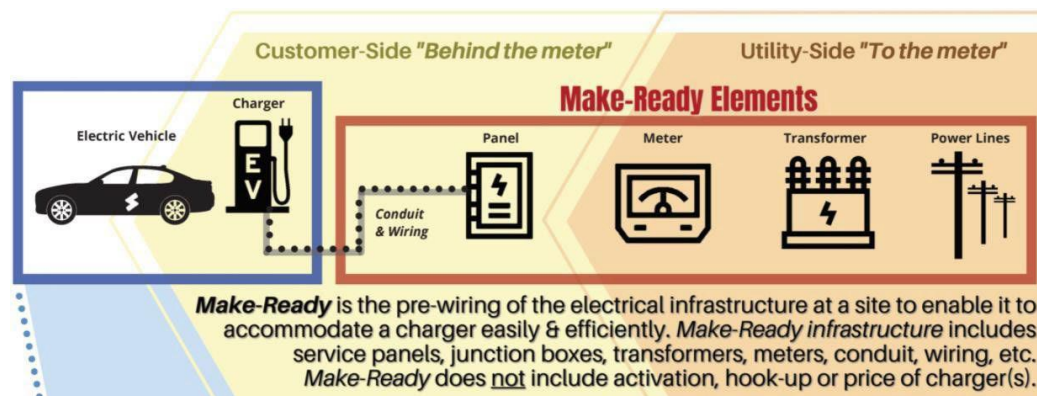 Customer-Side "Behind the meter"
Utility-Side "To the meter"
Make-Ready Elements
Electric Vehicle
Charger
EV
Panel
Meter
Transformer
Power Lines
Conduit
& Wiring
Make-Ready is the pre-wiring of the electrical infrastructure at a site to enable it to
accommodate a charger easily & efficiently. Make-Ready infrastructure includes
service panels, junction boxes, transformers, meters, conduit, wiring, etc.
Make-Ready does not include activation, hook-up or price of charger(s).